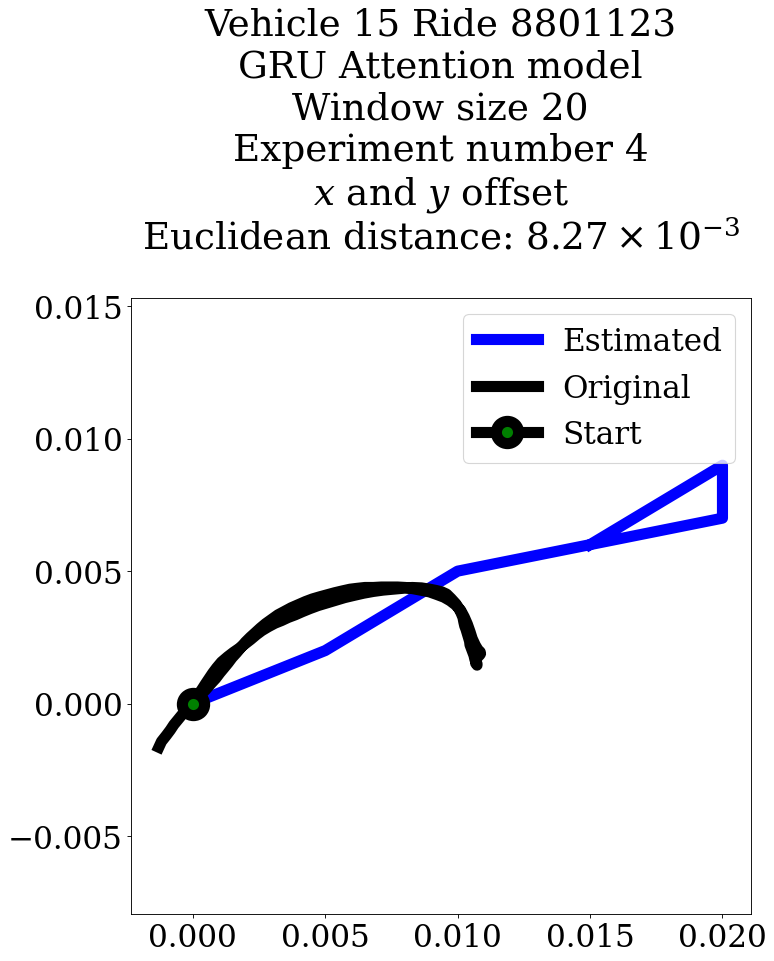 Vehicle 15 Ride 8801123
GRU Attention model
Window size 20
Experiment number 4
x and y offset
Euclidean distance: 8.27 × 10⁻³
0.015
0.010
0.005
0.000
−0.005
Estimated
Original
Start
0.000 0.005 0.010 0.015 0.020